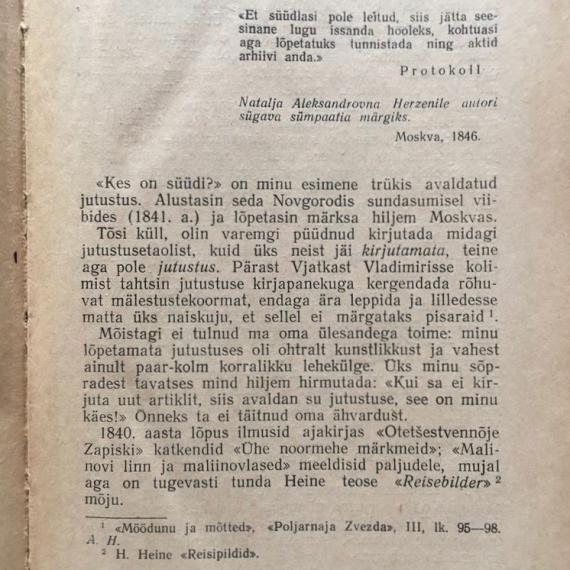 «Et süüdlasi pole leitud, siis jätta see-
sinane lugu issanda hooleks, kohtuasi
aga lõpetatuks tunnistada ning aktid
arhiivi anda.»
Protokoll
Natalja Aleksandrovna Herzenile autori
sügava sümpaatia märgiks.
Moskva, 1846.
«Kes on süüdi?» on minu esimene trükis avaldatud
jutustus. Alustasin seda Novgorodis sundasumisel vii-
bides (1841. a.) ja lõpetasin märksa hiljem Moskvas.
Tõsi küll, olin varemgi püüdnud kirjutada midagi
jutustusetaolist, kuid üks neist jäi kirjutamata, teine
aga pole jutustus. Pärast Vjatkast Vladimirisse koli-
mist tahtsin jutustuse kirjapanekuga kergendada rõhu-
vat mälestustekoormat, endaga ära leppida ja lilledesse
matta üks naiskuju, et sellel ei märgataks pisaraid ¹.
Mõistagi ei tulnud ma oma ülesandega toime: minu
lõpetamata jutustuses oli ohtralt kunstlikkust ja vahest
ainult paar-kolm korralikku lehekülge. Üks minu sõp-
radest tavatses mind hiljem hirmutada: «Kui sa ei kir-
juta uut artiklit, siis avaldan su jutustuse, see on minu
käes!» Õnneks ta ei täitnud oma ähvardust.
1840. aasta lõpus ilmusid ajakirjas «Otetšestvennõje
Zapiski» katkendid «Ühe noormehe märkmeid»; «Mali-
novi linn ja maliinovlased» meeldisid paljudele, mujal
aga on tugevasti tunda Heine teose «Reisebilder» ²
mõju.
¹ «Möödunu ja mõtted», «Poljarnaja Zvezda», III, lk. 95—98.
A. H.
² H. Heine «Reisipildid».